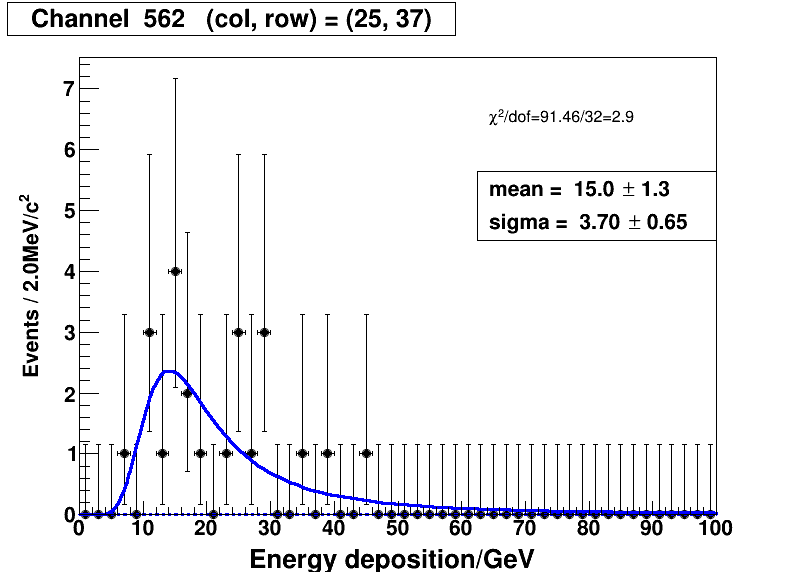 Channel 562 (col, row) = (25, 37)
χ²/dof=91.46/32=2.9
mean = 15.0 ± 1.3
sigma = 3.70 ± 0.65
Events / 2.0MeV/c²
7
6
5
4
3
2
1
0
0 10 20 30 40 50 60 70 80 90 100
Energy deposition/GeV